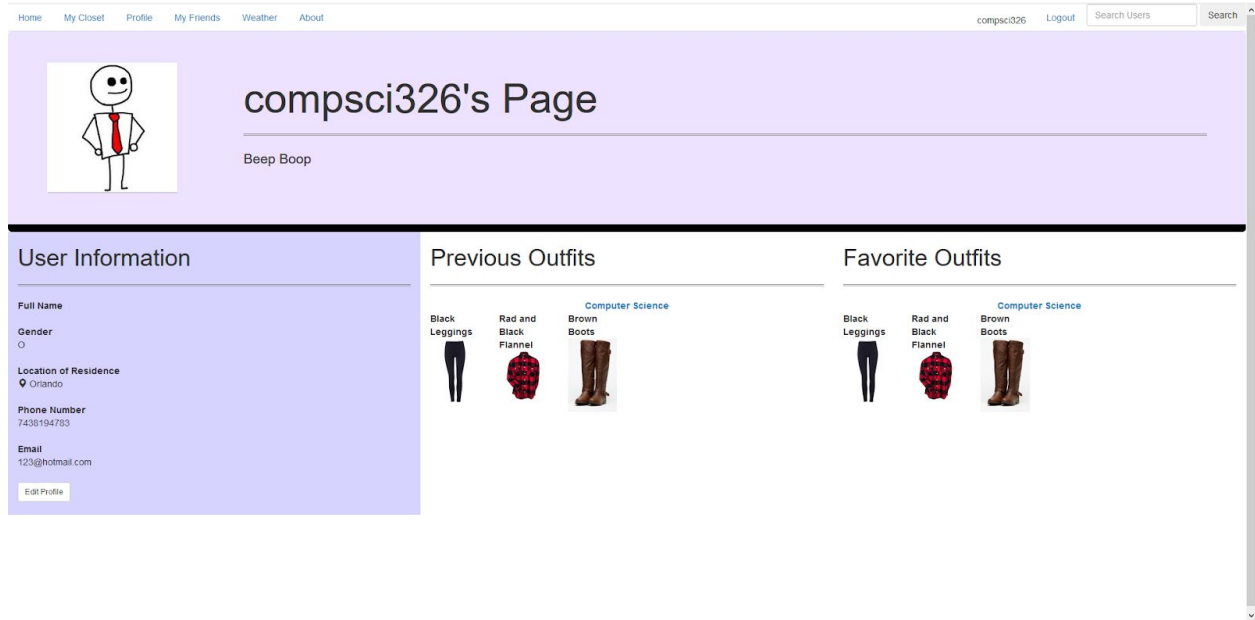 Home My Closet Profile My Friends Weather About compsci326 Logout Search Users Search
compsci326's Page
Beep Boop
User Information
Full Name
Gender
O
Location of Residence
Orlando
Phone Number
7438194783
Email
123@hotmail.com
Edit Profile
Previous Outfits
Computer Science
Black Rad and Brown
Leggings Black Boots
Flannel
Favorite Outfits
Computer Science
Black Rad and Brown
Leggings Black Boots
Flannel